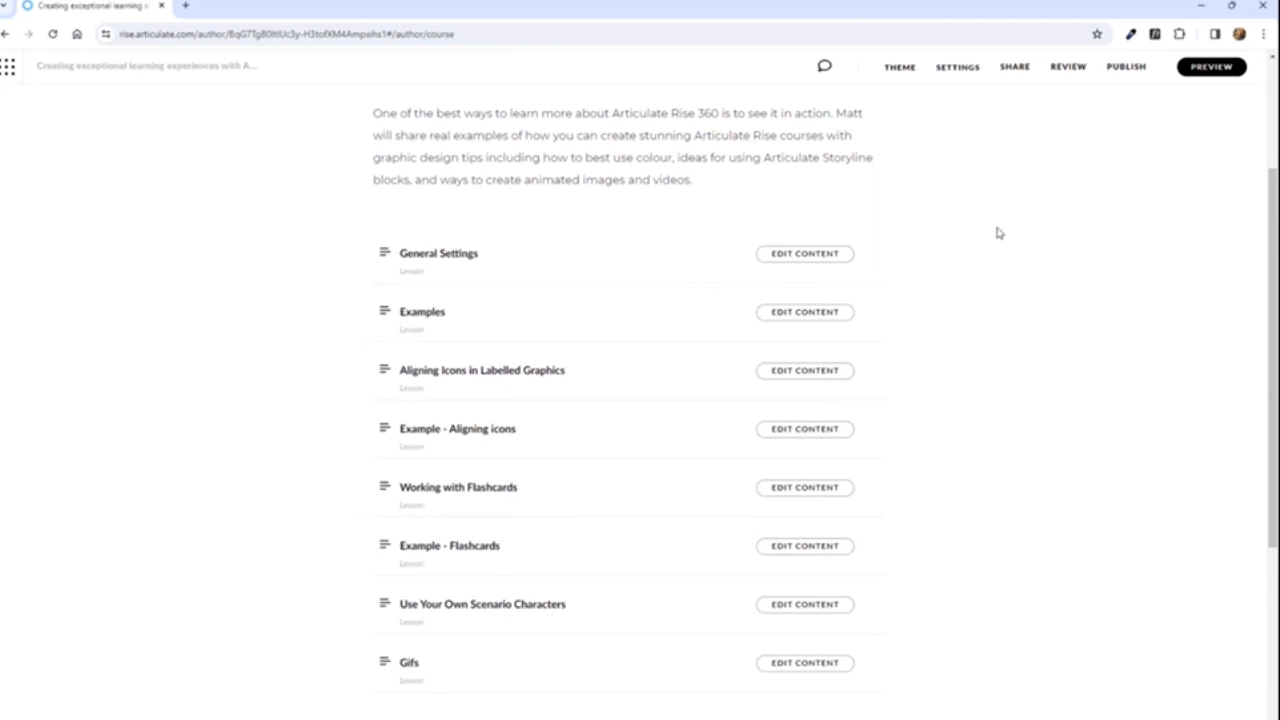 Creating exceptional learning e
rise.articulate.com/author/
#/author/course
Creating exceptional learning experiences with A...
THEME
SETTINGS
SHARE
REVIEW
PUBLISH
PREVIEW
One of the best ways to learn more about Articulate Rise 360 is to see it in action. Matt
will share real examples of how you can create stunning Articulate Rise courses with
graphic design tips including how to best use colour, ideas for using Articulate Storyline
blocks, and ways to create animated images and videos.
General Settings
EDIT CONTENT
Lesson
Examples
EDIT CONTENT
Lesson
Aligning Icons in Labelled Graphics
EDIT CONTENT
Lesson
Example - Aligning icons
EDIT CONTENT
Lesson
Working with Flashcards
EDIT CONTENT
Lesson
Example - Flashcards
EDIT CONTENT
Lesson
Use Your Own Scenario Characters
EDIT CONTENT
Lesson
Gifs
EDIT CONTENT
Lesson